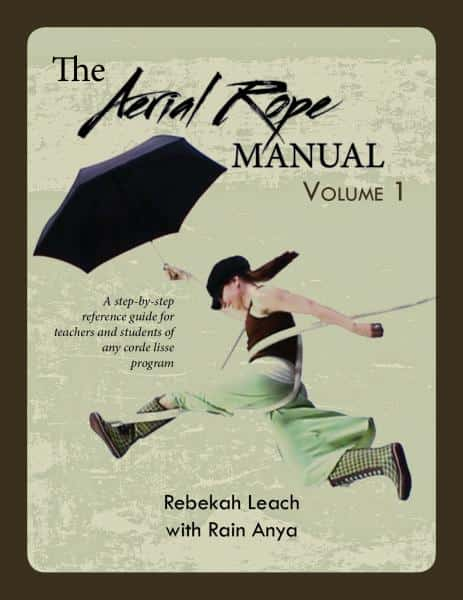 The
Aerial Rope
MANUAL
VOLUME 1
A step-by-step
reference guide for
teachers and students of
any corde lisse
program
Rebekah Leach
with Rain Anya